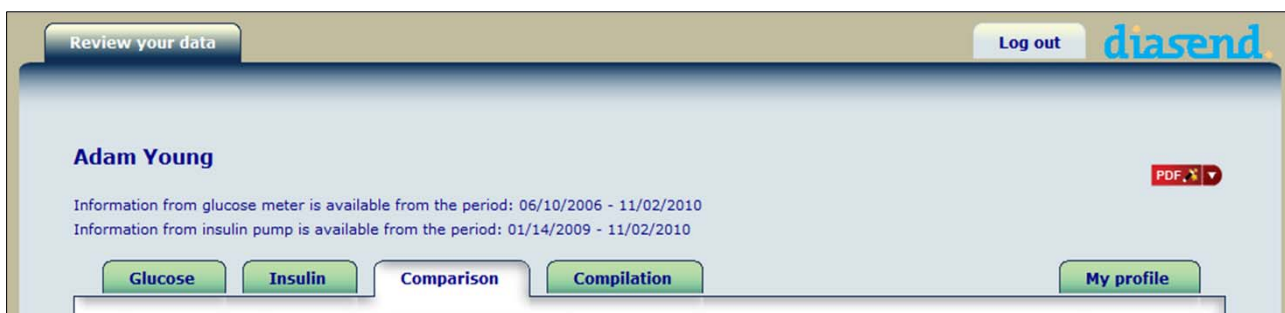 Review your data
Log out
diasend
Adam Young
PDF
Information from glucose meter is available from the period: 06/10/2006 - 11/02/2010
Information from insulin pump is available from the period: 01/14/2009 - 11/02/2010
Glucose
Insulin
Comparison
Compilation
My profile